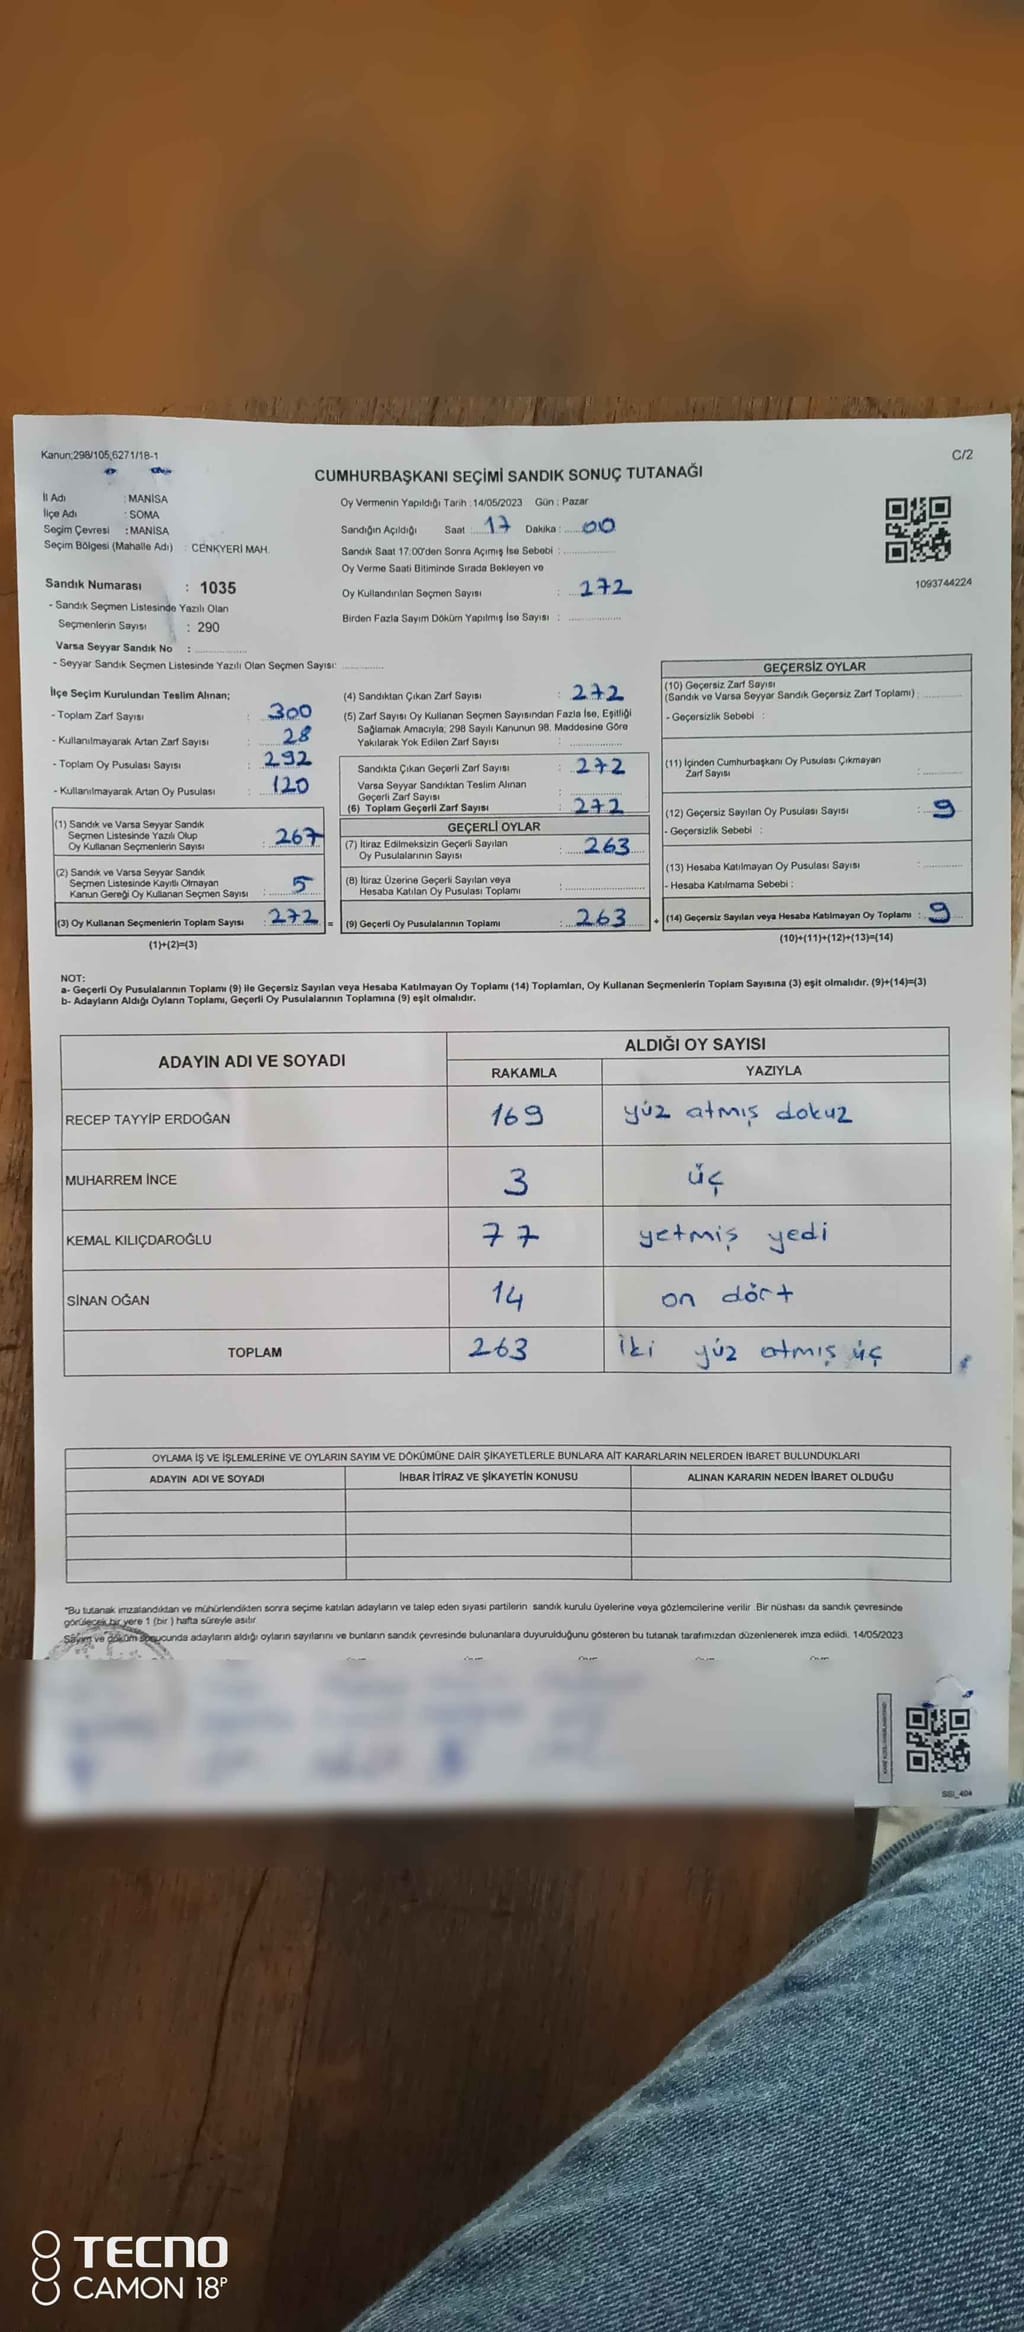 Kanun;298/105,6271/18-1
C/2
CUMHURBAŞKANI SEÇİMİ SANDIK SONUÇ TUTANAĞI
İl Adı : MANİSA
İlçe Adı : SOMA
Seçim Çevresi : MANİSA
Seçim Bölgesi (Mahalle Adı) : CENKYERİ MAH.
Oy Vermenin Yapıldığı Tarih : 14/05/2023 Gün : Pazar
Sandığın Açıldığı Saat : 17 Dakika : 00
Sandık Saat 17.00'den Sonra Açımış İse Sebebi :
Oy Verme Saati Bitiminde Sırada Bekleyen ve
Oy Kullandırılan Seçmen Sayısı : 272
Birden Fazla Sayım Döküm Yapılmış İse Sayısı :
1093744224
Sandık Numarası : 1035
- Sandık Seçmen Listesinde Yazılı Olan
Seçmenlerin Sayısı : 290
Varsa Seyyar Sandık No :
- Seyyar Sandık Seçmen Listesinde Yazılı Olan Seçmen Sayısı:
İlçe Seçim Kurulundan Teslim Alınan;
- Toplam Zarf Sayısı : 300
- Kullanılmayarak Artan Zarf Sayısı : 28
- Toplam Oy Pusulası Sayısı : 292
- Kullanılmayarak Artan Oy Pusulası : 120
(1) Sandık ve Varsa Seyyar Sandık
Seçmen Listesinde Yazılı Olup
Oy Kullanan Seçmenlerin Sayısı : 267
(2) Sandık ve Varsa Seyyar Sandık
Seçmen Listesinde Kayıtlı Olmayan
Kanun Gereği Oy Kullanan Seçmen Sayısı : 5
(3) Oy Kullanan Seçmenlerin Toplam Sayısı : 272 =
(1)+(2)=(3)
(4) Sandıktan Çıkan Zarf Sayısı : 272
(5) Zarf Sayısı Oy Kullanan Seçmen Sayısından Fazla İse, Eşitliği
Sağlamak Amacıyla; 298 Sayılı Kanunun 98. Maddesine Göre
Yakılarak Yok Edilen Zarf Sayısı :
Sandıkta Çıkan Geçerli Zarf Sayısı : 272
Varsa Seyyar Sandıktan Teslim Alınan
Geçerli Zarf Sayısı :
(6) Toplam Geçerli Zarf Sayısı : 272
GEÇERLİ OYLAR
(7) İtiraz Edilmeksizin Geçerli Sayılan
Oy Pusulalarının Sayısı : 263
(8) İtiraz Üzerine Geçerli Sayılan veya
Hesaba Katılan Oy Pusulası Toplamı :
(9) Geçerli Oy Pusulalarının Toplamı : 263 +
GEÇERSİZ OYLAR
(10) Geçersiz Zarf Sayısı
(Sandık ve Varsa Seyyar Sandık Geçersiz Zarf Toplamı) :
- Geçersizlik Sebebi :
(11) İçinden Cumhurbaşkanı Oy Pusulası Çıkmayan
Zarf Sayısı :
(12) Geçersiz Sayılan Oy Pusulası Sayısı : 9
- Geçersizlik Sebebi :
(13) Hesaba Katılmayan Oy Pusulası Sayısı :
- Hesaba Katılmama Sebebi :
(14) Geçersiz Sayılan veya Hesaba Katılmayan Oy Toplamı : 9
(10)+(11)+(12)+(13)=(14)
NOT:
a- Geçerli Oy Pusulalarının Toplamı (9) ile Geçersiz Sayılan veya Hesaba Katılmayan Oy Toplamı (14) Toplamları, Oy Kullanan Seçmenlerin Toplam Sayısına (3) eşit olmalıdır. (9)+(14)=(3)
b- Adayların Aldığı Oyların Toplamı, Geçerli Oy Pusulalarının Toplamına (9) eşit olmalıdır.
ADAYIN ADI VE SOYADI
ALDIĞI OY SAYISI
RAKAMLA YAZIYLA
RECEP TAYYİP ERDOĞAN 169 yüz atmış dokuz
MUHARREM İNCE 3 üç
KEMAL KILIÇDAROĞLU 77 yetmiş yedi
SİNAN OĞAN 14 on dört
TOPLAM 263 iki yüz atmış üç
OYLAMA İŞ VE İŞLEMLERİNE VE OYLARIN SAYIM VE DÖKÜMÜNE DAİR ŞİKAYETLERLE BUNLARA AİT KARARLARIN NELERDEN İBARET BULUNDUKLARI
ADAYIN ADI VE SOYADI İHBAR İTİRAZ VE ŞİKAYETİN KONUSU ALINAN KARARIN NEDEN İBARET OLDUĞU
*Bu tutanak imzalandıktan ve mühürlendikten sonra seçime katılan adayların ve talep eden siyasi partilerin sandık kurulu üyelerine veya gözlemcilerine verilir. Bir nüshası da sandık çevresinde
görülecek bir yere 1 (bir ) hafta süreyle asılır.
Sayım ve döküm sonucunda adayların aldığı oyların sayılarını ve bunların sandık çevresinde bulunanlara duyurulduğunu gösteren bu tutanak tarafımızdan düzenlenerek imza edildi. 14/05/2023
SSI_404
TECNO
CAMON 18P